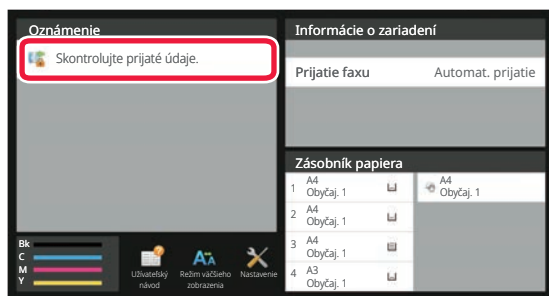 Oznámenie
Skontrolujte prijaté údaje.
Informácie o zariadení
Prijatie faxu Automat. prijatie
Zásobník papiera
1 A4
Obyčaj. 1
2 A4
Obyčaj. 1
3 A4
Obyčaj. 1
4 A3
Obyčaj. 1
A4
Obyčaj. 1
Bk
C
M
Y
Užívateľský
návod
Režim väčšieho
zobrazenia
Nastavenie